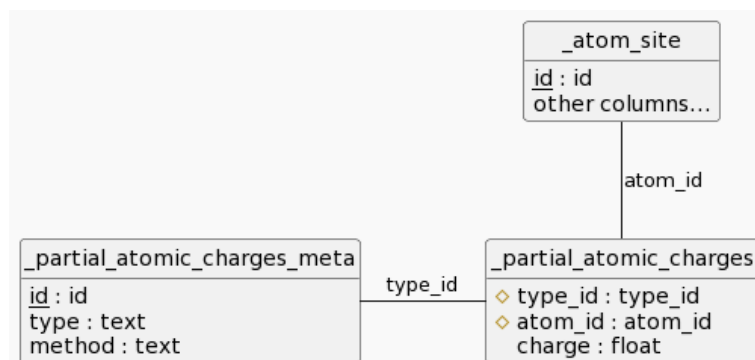 _atom_site
id : id
other columns...
atom_id
_partial_atomic_charges_meta
id : id
type : text
method : text
type_id
_partial_atomic_charges
type_id : type_id
atom_id : atom_id
charge : float